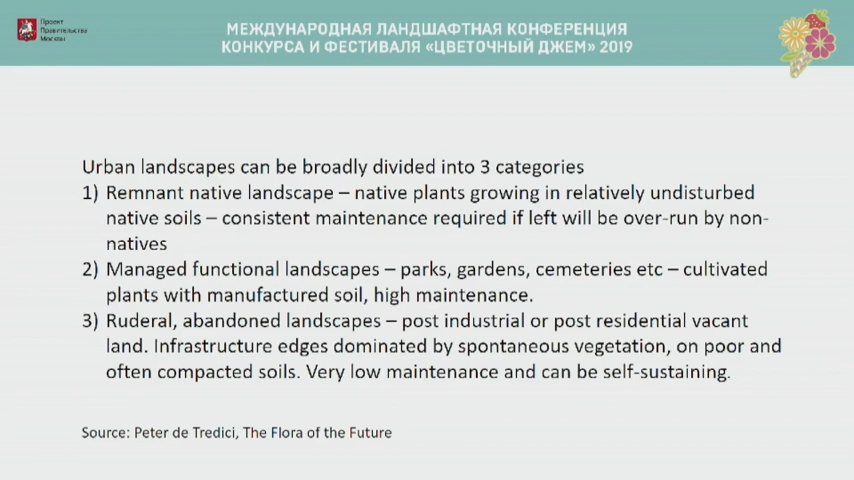 Проект
Правительства
Москвы
МЕЖДУНАРОДНАЯ ЛАНДШАФТНАЯ КОНФЕРЕНЦИЯ
КОНКУРСА И ФЕСТИВАЛЯ «ЦВЕТОЧНЫЙ ДЖЕМ» 2019
Urban landscapes can be broadly divided into 3 categories
1) Remnant native landscape – native plants growing in relatively undisturbed
native soils – consistent maintenance required if left will be over-run by non-
natives
2) Managed functional landscapes – parks, gardens, cemeteries etc – cultivated
plants with manufactured soil, high maintenance.
3) Ruderal, abandoned landscapes – post industrial or post residential vacant
land. Infrastructure edges dominated by spontaneous vegetation, on poor and
often compacted soils. Very low maintenance and can be self-sustaining.
Source: Peter de Tredici, The Flora of the Future